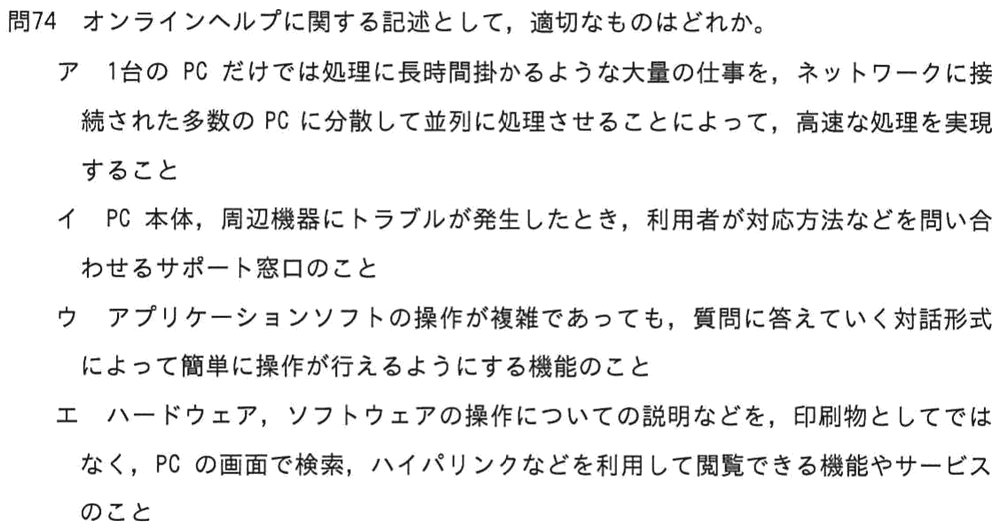 問74 オンラインヘルプに関する記述として，適切なものはどれか。
ア 1台の PC だけでは処理に長時間掛かるような大量の仕事を，ネットワークに接
続された多数の PC に分散して並列に処理させることによって，高速な処理を実現
すること
イ PC 本体，周辺機器にトラブルが発生したとき，利用者が対応方法などを問い合
わせるサポート窓口のこと
ウ アプリケーションソフトの操作が複雑であっても，質問に答えていく対話形式
によって簡単に操作が行えるようにする機能のこと
エ ハードウェア，ソフトウェアの操作についての説明などを，印刷物としてでは
なく，PC の画面で検索，ハイパリンクなどを利用して閲覧できる機能やサービス
のこと